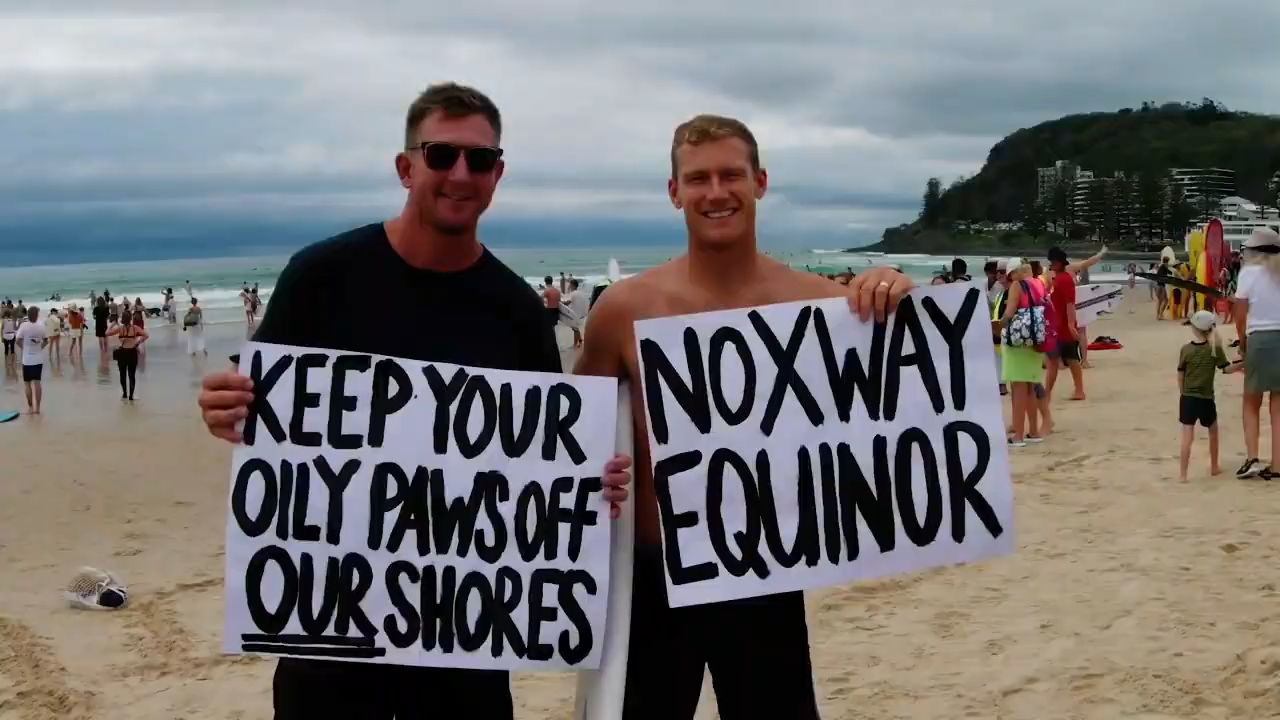 KEEP YOUR
OILY PAWS OFF
OUR SHORES
NOXWAY
EQUINOR